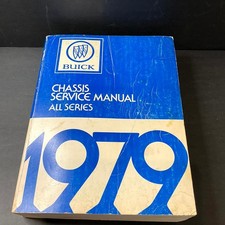 BUICK
CHASSIS
SERVICE MANUAL
ALL SERIES
1979